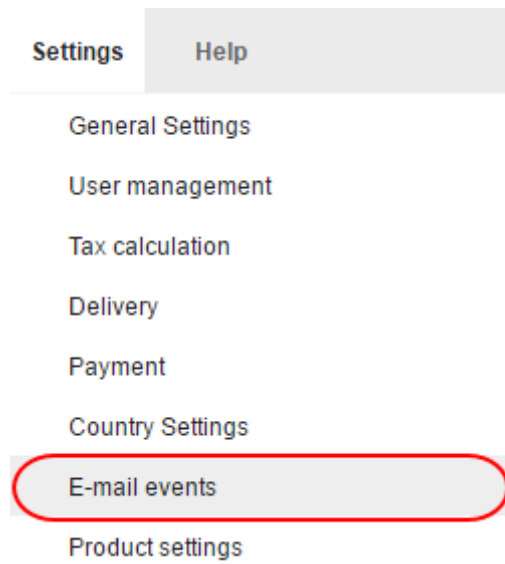 Settings Help
General Settings
User management
Tax calculation
Delivery
Payment
Country Settings
E-mail events
Product settings